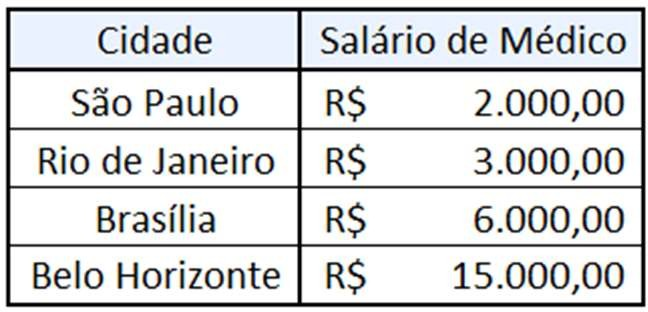 Cidade Salário de Médico
São Paulo R$ 2.000,00
Rio de Janeiro R$ 3.000,00
Brasília R$ 6.000,00
Belo Horizonte R$ 15.000,00